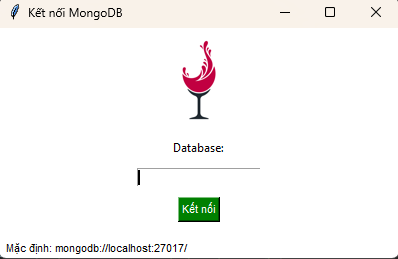 Kết nối MongoDB
Database:
Kết nối
Mặc định: mongodb://localhost:27017/